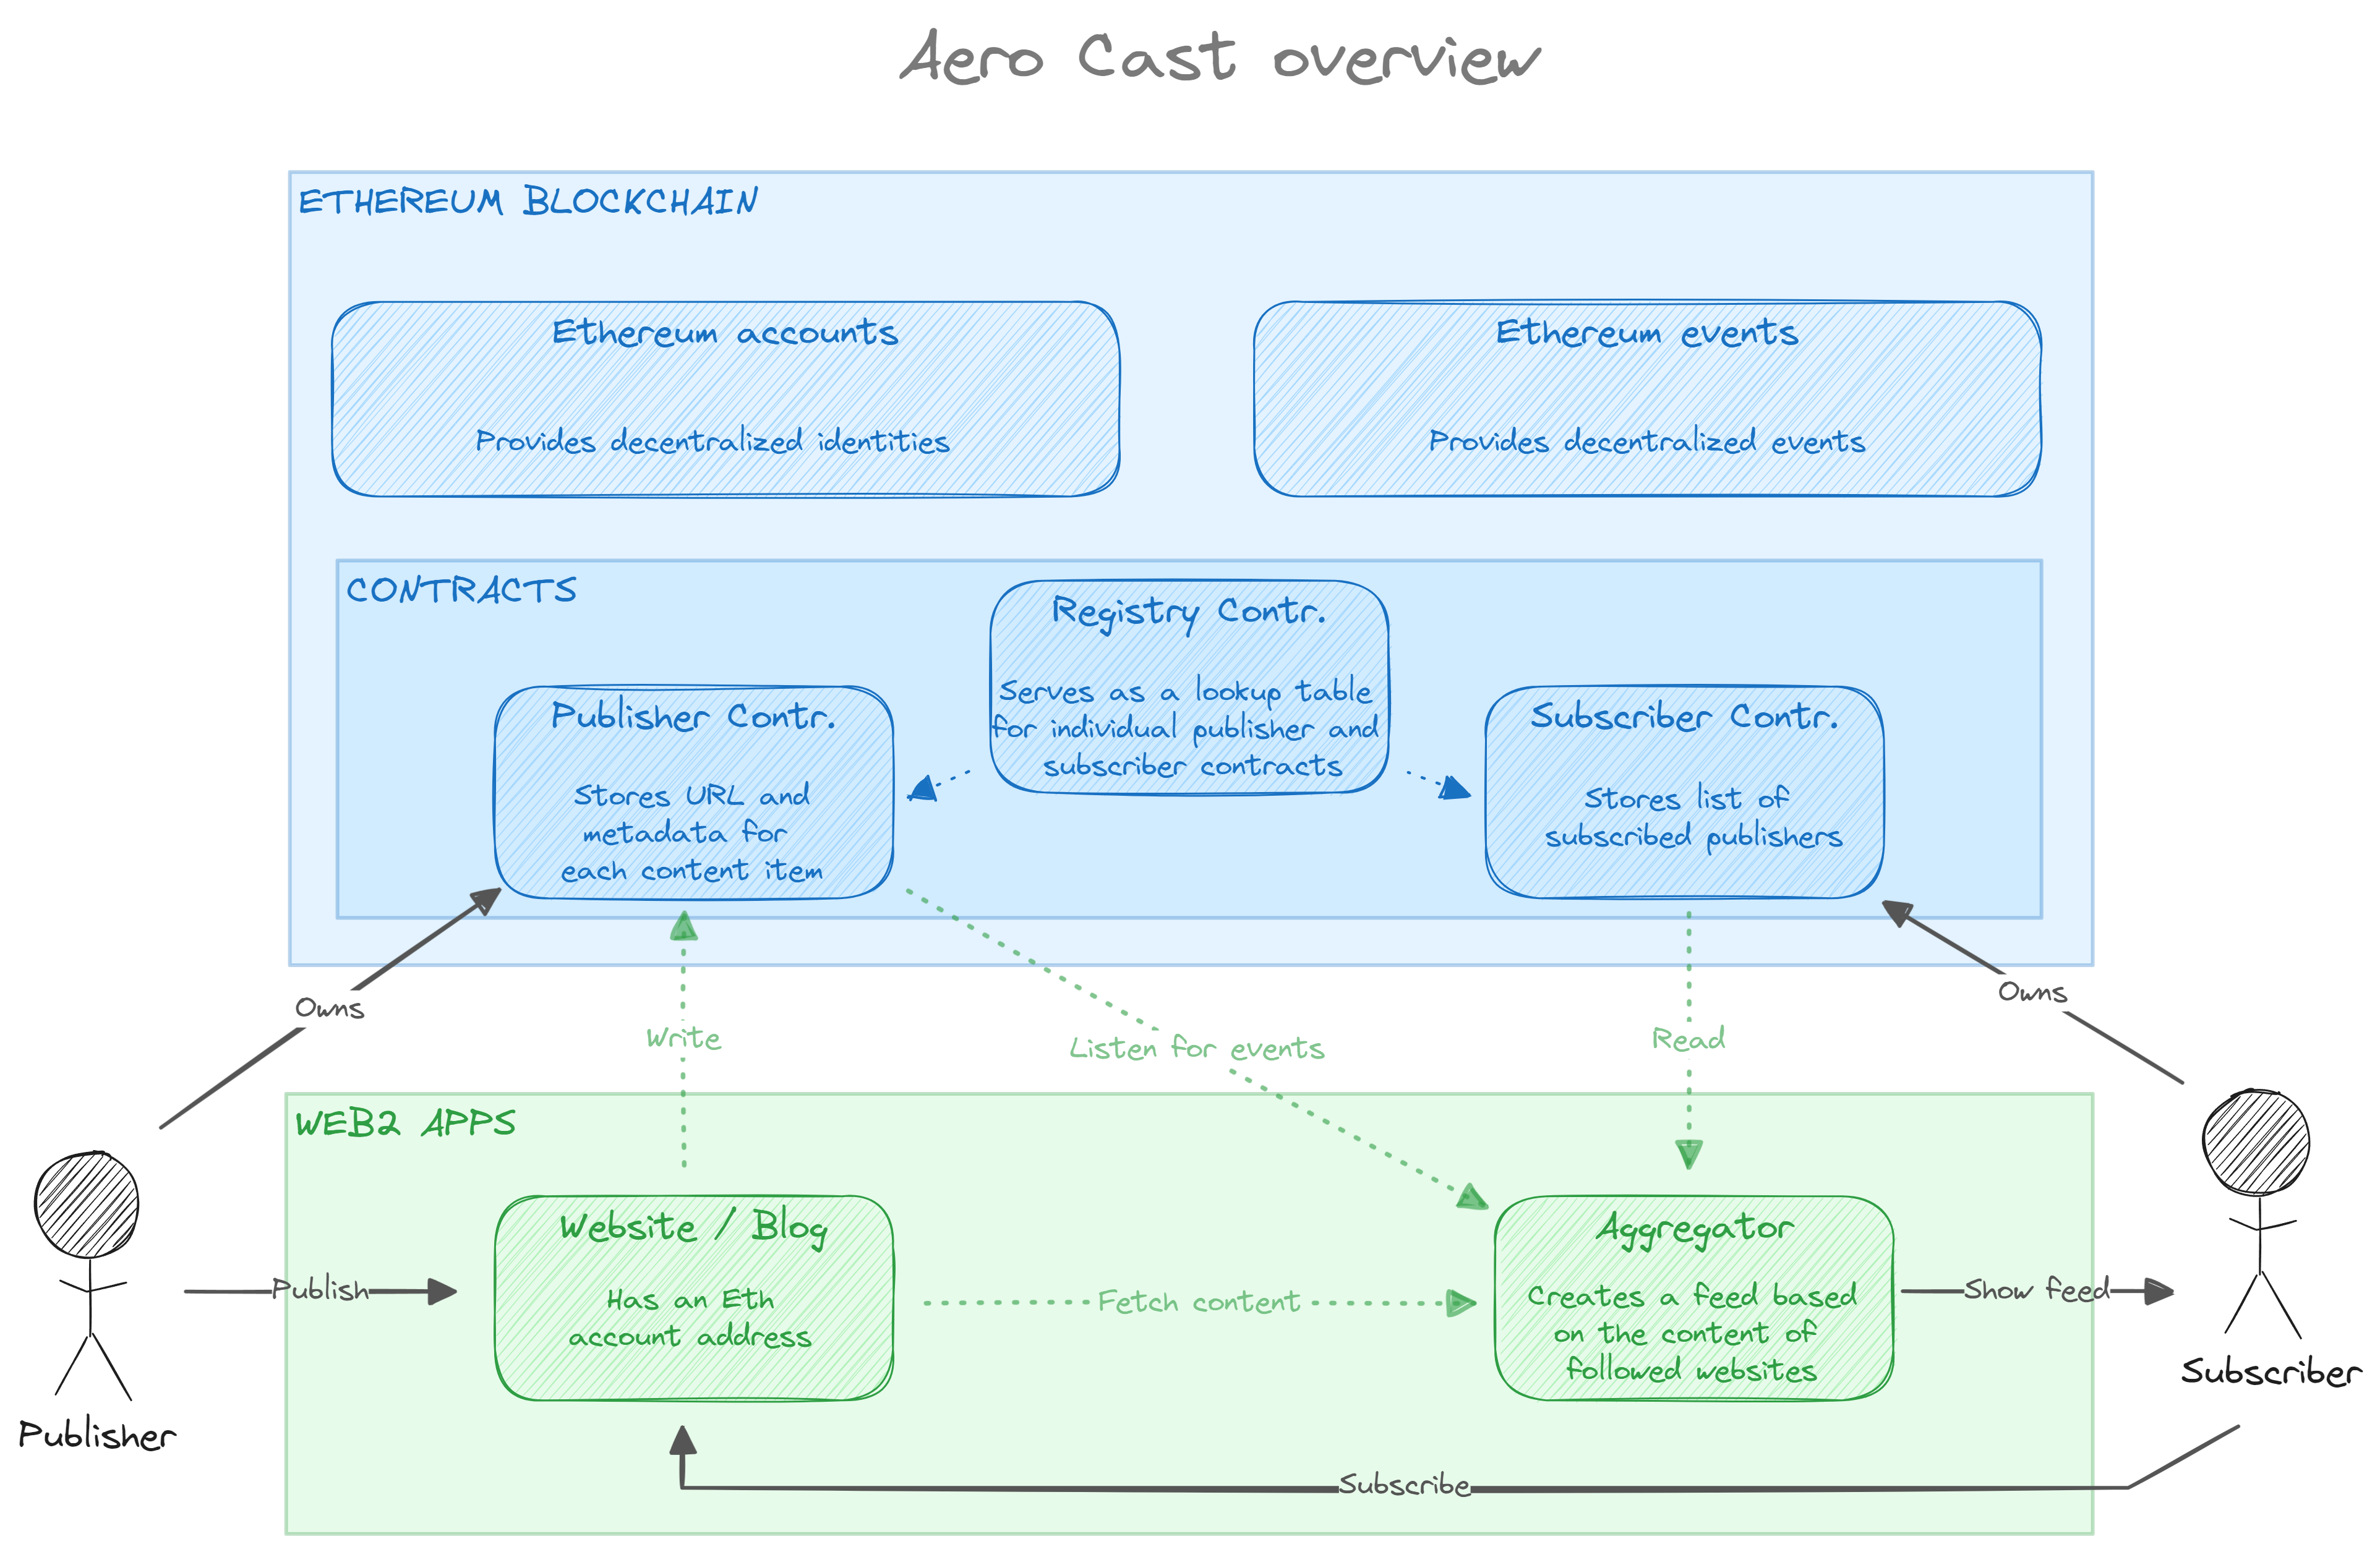 Aero Cast overview
ETHEREUM BLOCKCHAIN
Ethereum accounts
Provides decentralized identities
Ethereum events
Provides decentralized events
CONTRACTS
Registry Contr.
Serves as a lookup table
for individual publisher and
subscriber contracts
Publisher Contr.
Stores URL and
metadata for
each content item
Subscriber Contr.
Stores list of
subscribed publishers
Owns
Write
Listen for events
Read
Owns
WEB2 APPS
Publisher
Publish
Website / Blog
Has an Eth
account address
Fetch content
Aggregator
Creates a feed based
on the content of
followed websites
Show feed
Subscriber
Subscribe